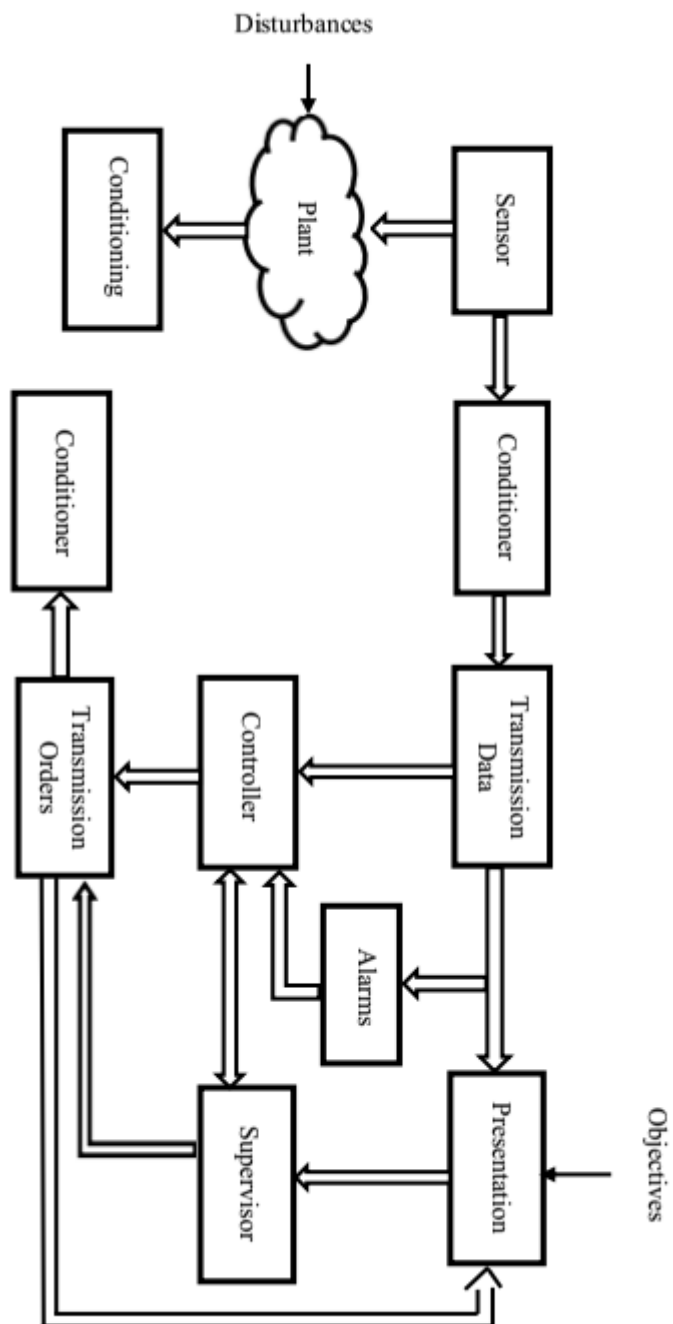 Disturbances
Sensor
Plant
Conditioning
Conditioner
Conditioner
Transmission
Data
Controller
Transmission
Orders
Alarms
Presentation
Supervisor
Objectives